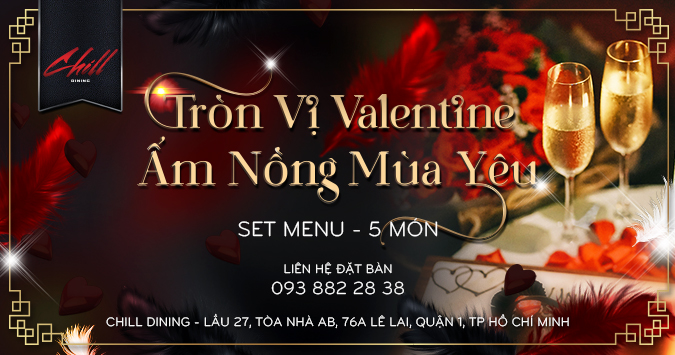 Chill
DINING
Tròn Vị Valentine
Ấm Nồng Mùa Yêu
SET MENU - 5 MÓN
LIÊN HỆ ĐẶT BÀN
093 882 28 38
CHILL DINING - LẦU 27, TÒA NHÀ AB, 76A LÊ LAI, QUẬN 1, TP HỒ CHÍ MINH